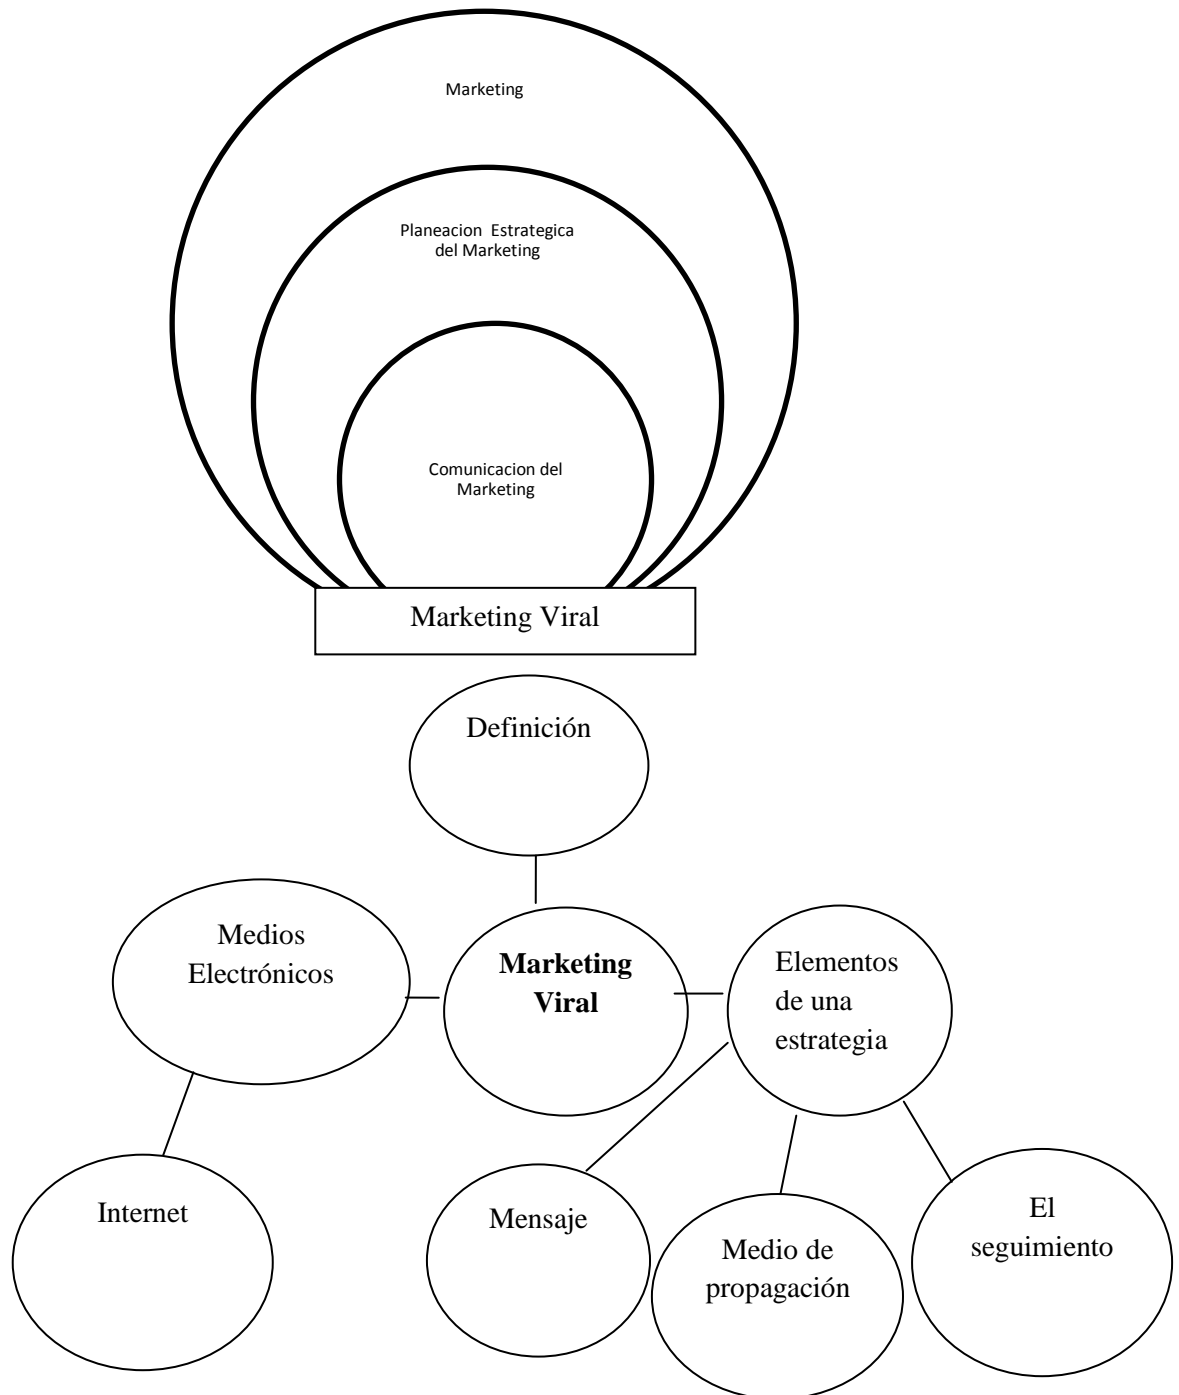 Marketing
Planeacion Estrategica
del Marketing
Comunicacion del
Marketing
Marketing Viral
Definición
Medios
Electrónicos
Marketing
Viral
Elementos
de una
estrategia
Internet
Mensaje
Medio de
propagación
El
seguimiento